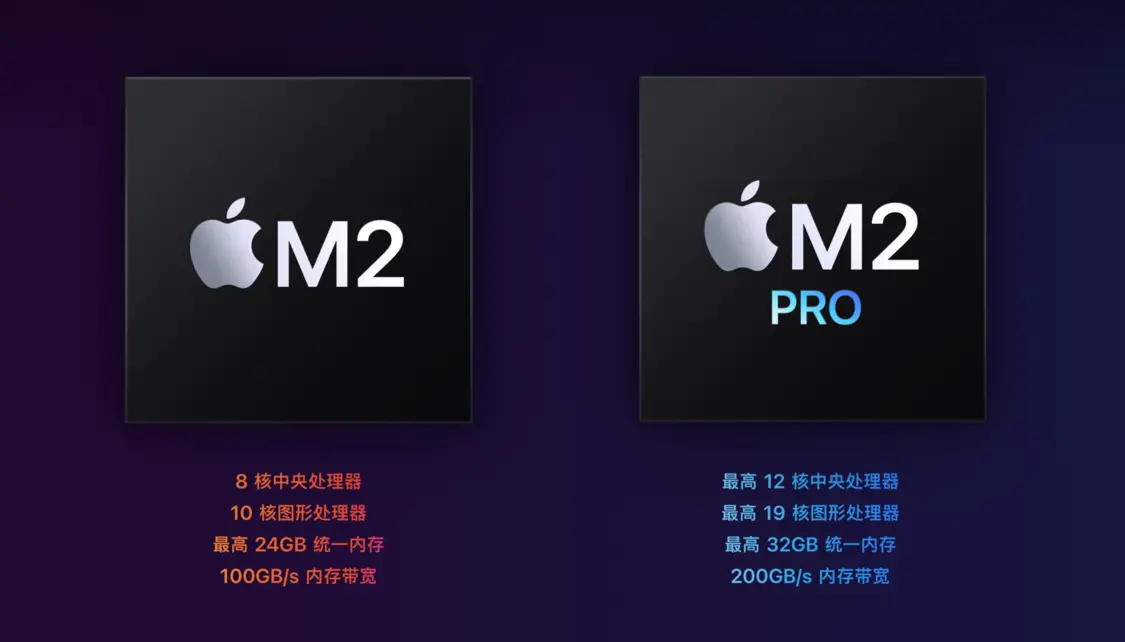 M2
8 核中央处理器
10 核图形处理器
最高 24GB 统一内存
100GB/s 内存带宽
M2
PRO
最高 12 核中央处理器
最高 19 核图形处理器
最高 32GB 统一内存
200GB/s 内存带宽